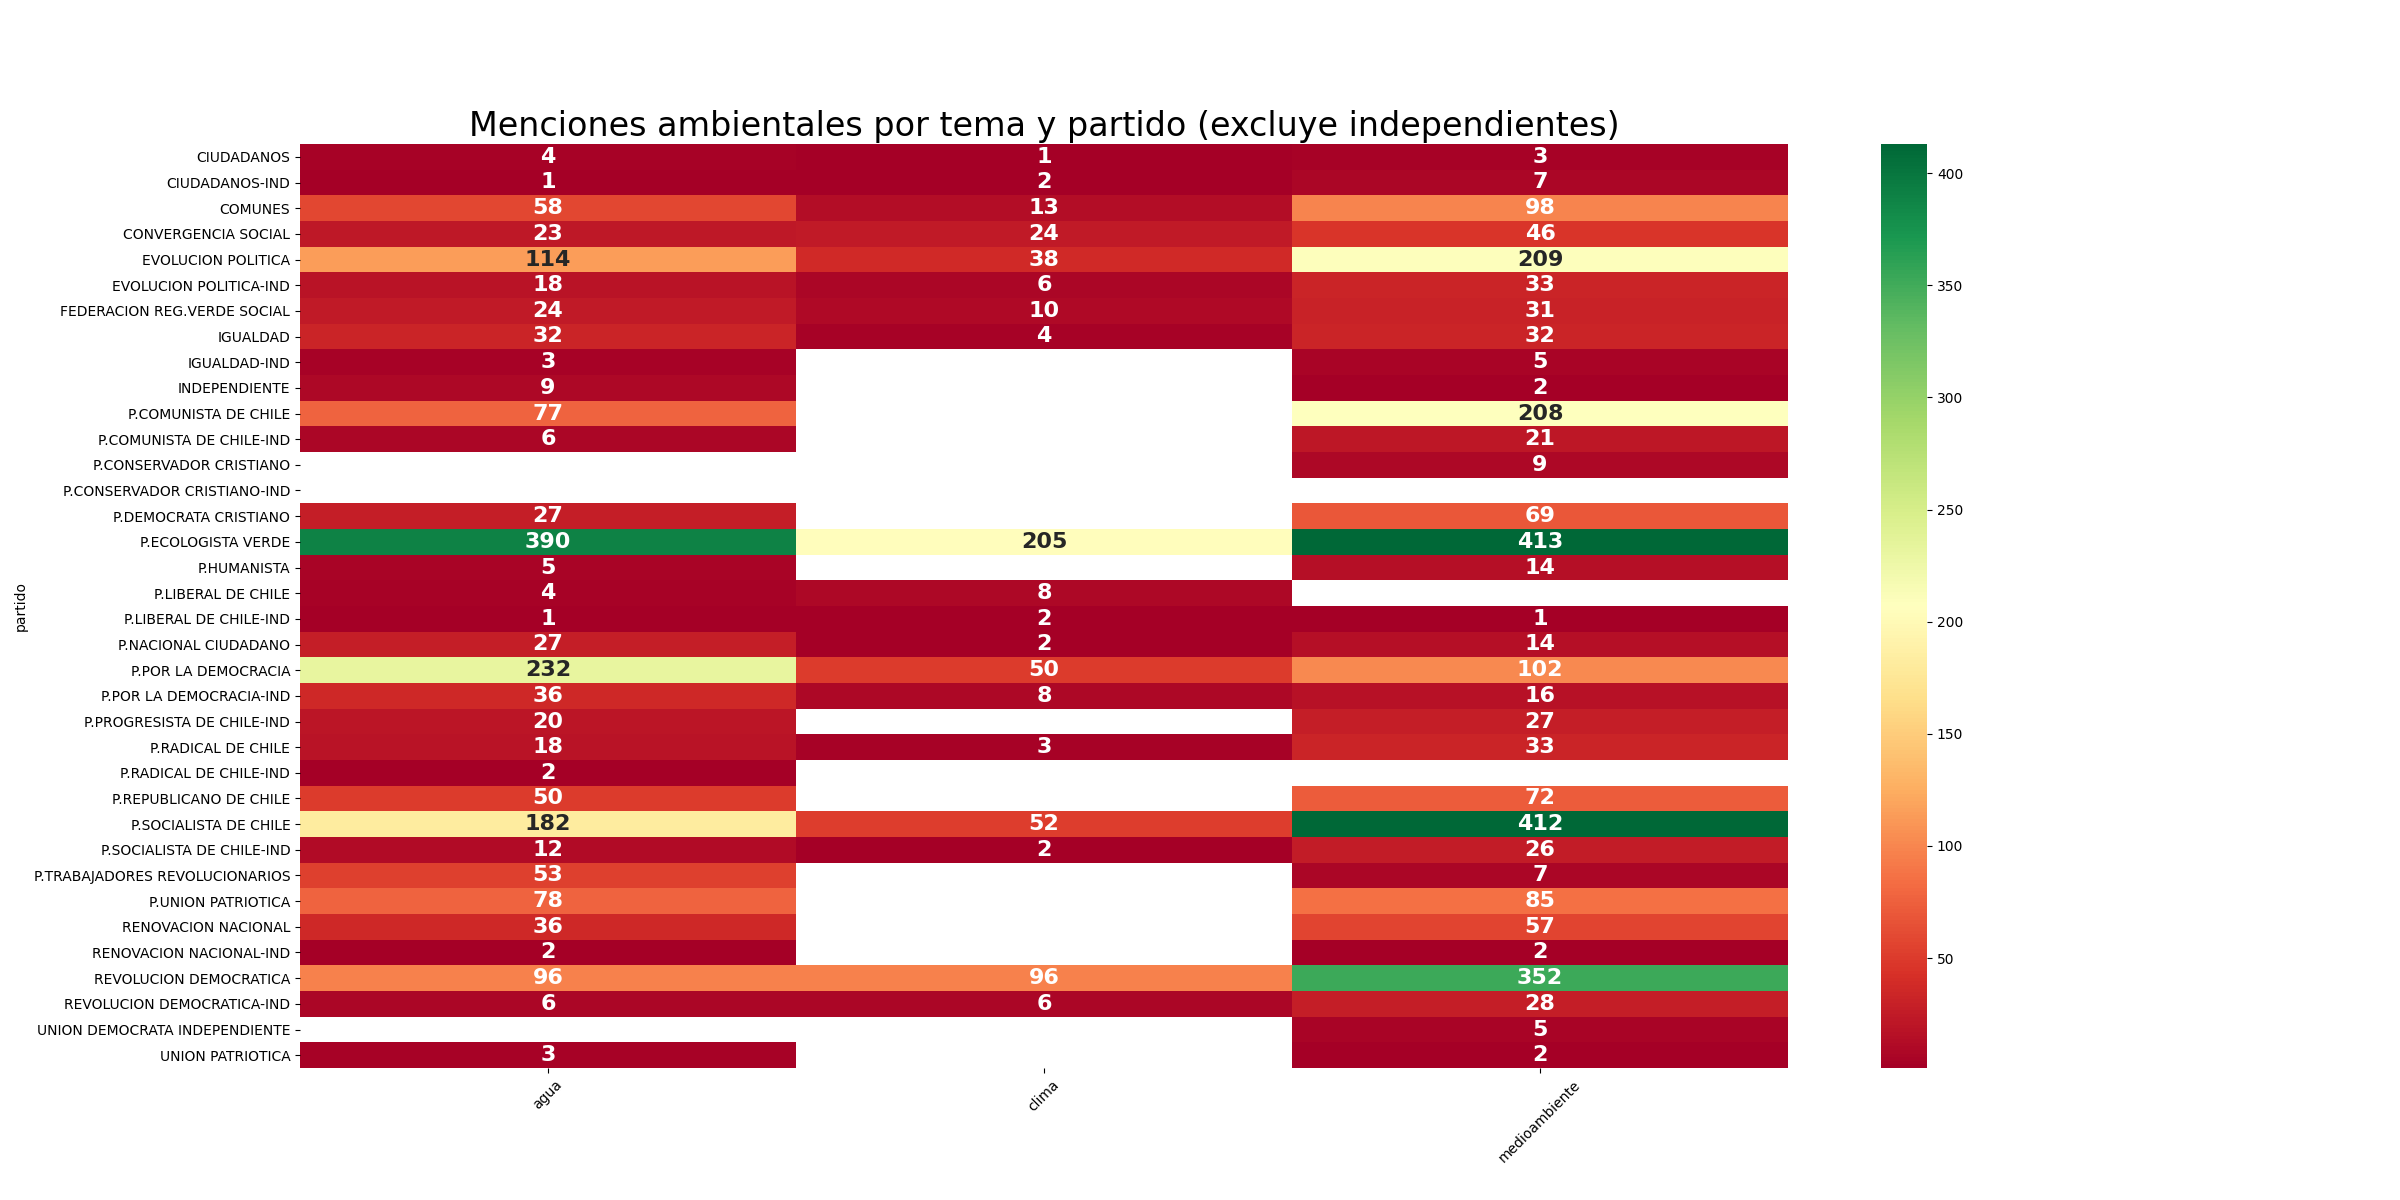 Menciones ambientales por tema y partido (excluye independientes)
CIUDADANOS 4 1 3
CIUDADANOS-IND 1 2 7
COMUNES 58 13 98
CONVERGENCIA SOCIAL 23 24 46
EVOLUCION POLITICA 114 38 209
EVOLUCION POLITICA-IND 18 6 33
FEDERACION REG.VERDE SOCIAL 24 10 31
IGUALDAD 32 4 32
IGUALDAD-IND 3 5
INDEPENDIENTE 9 2
P.COMUNISTA DE CHILE 77 208
P.COMUNISTA DE CHILE-IND 6 21
P.CONSERVADOR CRISTIANO 9
P.CONSERVADOR CRISTIANO-IND
P.DEMOCRATA CRISTIANO 27 69
P.ECOLOGISTA VERDE 390 205 413
P.HUMANISTA 5 14
P.LIBERAL DE CHILE 4 8
P.LIBERAL DE CHILE-IND 1 2 1
P.NACIONAL CIUDADANO 27 2 14
P.POR LA DEMOCRACIA 232 50 102
P.POR LA DEMOCRACIA-IND 36 8 16
P.PROGRESISTA DE CHILE-IND 20 27
P.RADICAL DE CHILE 18 3 33
P.RADICAL DE CHILE-IND 2
P.REPUBLICANO DE CHILE 50 72
P.SOCIALISTA DE CHILE 182 52 412
P.SOCIALISTA DE CHILE-IND 12 2 26
P.TRABAJADORES REVOLUCIONARIOS 53 7
P.UNION PATRIOTICA 78 85
RENOVACION NACIONAL 36 57
RENOVACION NACIONAL-IND 2 2
REVOLUCION DEMOCRATICA 96 96 352
REVOLUCION DEMOCRATICA-IND 6 6 28
UNION DEMOCRATA INDEPENDIENTE 5
UNION PATRIOTICA 3 2
partido
agua
clima
medioambiente
400
350
300
250
200
150
100
50